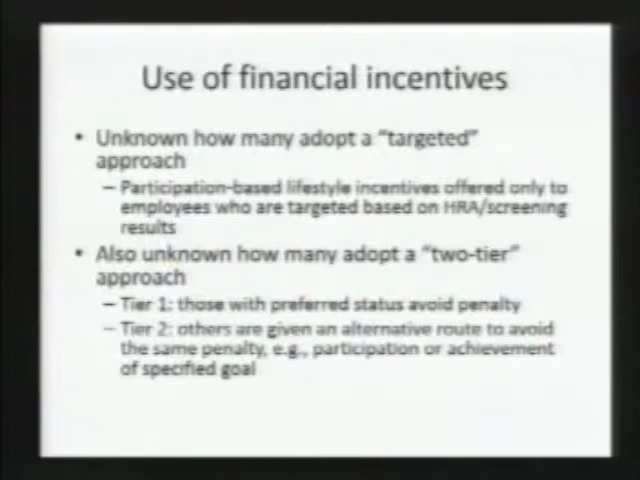 Use of financial incentives
• Unknown how many adopt a “targeted”
approach
– Participation-based lifestyle incentives offered only to
employees who are targeted based on HRA/screening
results
• Also unknown how many adopt a “two-tier”
approach
– Tier 1: those with preferred status avoid penalty
– Tier 2: others are given an alternative route to avoid
the same penalty, e.g., participation or achievement
of specified goal